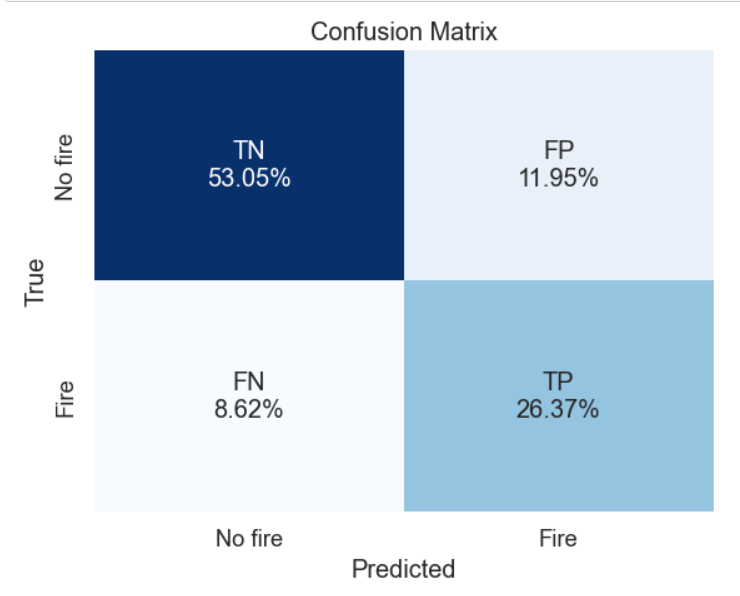 Confusion Matrix
No fire
TN
53.05%
FP
11.95%
True
Fire
FN
8.62%
TP
26.37%
No fire
Fire
Predicted